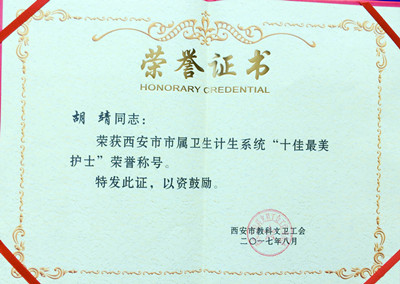 荣誉证书
HONORARY CREDENTIAL
胡 靖同志：
荣获西安市市属卫生计生系统“十佳最美
护士”荣誉称号。
特发此证，以资鼓励。
西安市教科文卫工会
二〇一七年八月